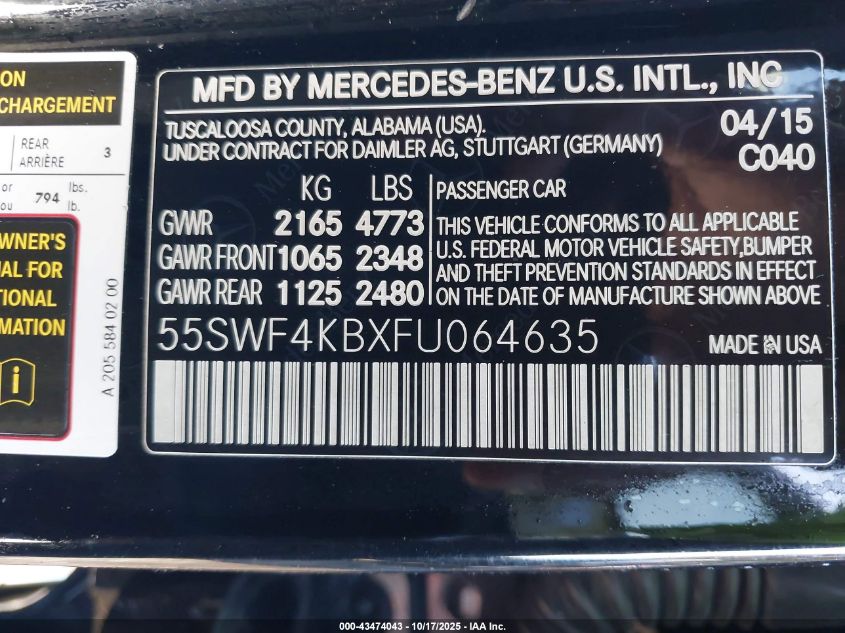 ON
CHARGEMENT
REAR
ARRIÈRE 3
or
ou 794 lbs.
lb.
WNER'S
AL FOR
TIONAL
MATION
A 205 584 02 00
MFD BY MERCEDES-BENZ U.S. INTL., INC
TUSCALOOSA COUNTY, ALABAMA (USA). 04/15
UNDER CONTRACT FOR DAIMLER AG, STUTTGART (GERMANY) C040
KG LBS
GWR 2165 4773
GAWR FRONT 1065 2348
GAWR REAR 1125 2480
PASSENGER CAR
THIS VEHICLE CONFORMS TO ALL APPLICABLE
U.S. FEDERAL MOTOR VEHICLE SAFETY, BUMPER
AND THEFT PREVENTION STANDARDS IN EFFECT
ON THE DATE OF MANUFACTURE SHOWN ABOVE
55SWF4KBXFU064635 MADE IN USA
000-43474043 | 10/17/2025 - IAA Inc.